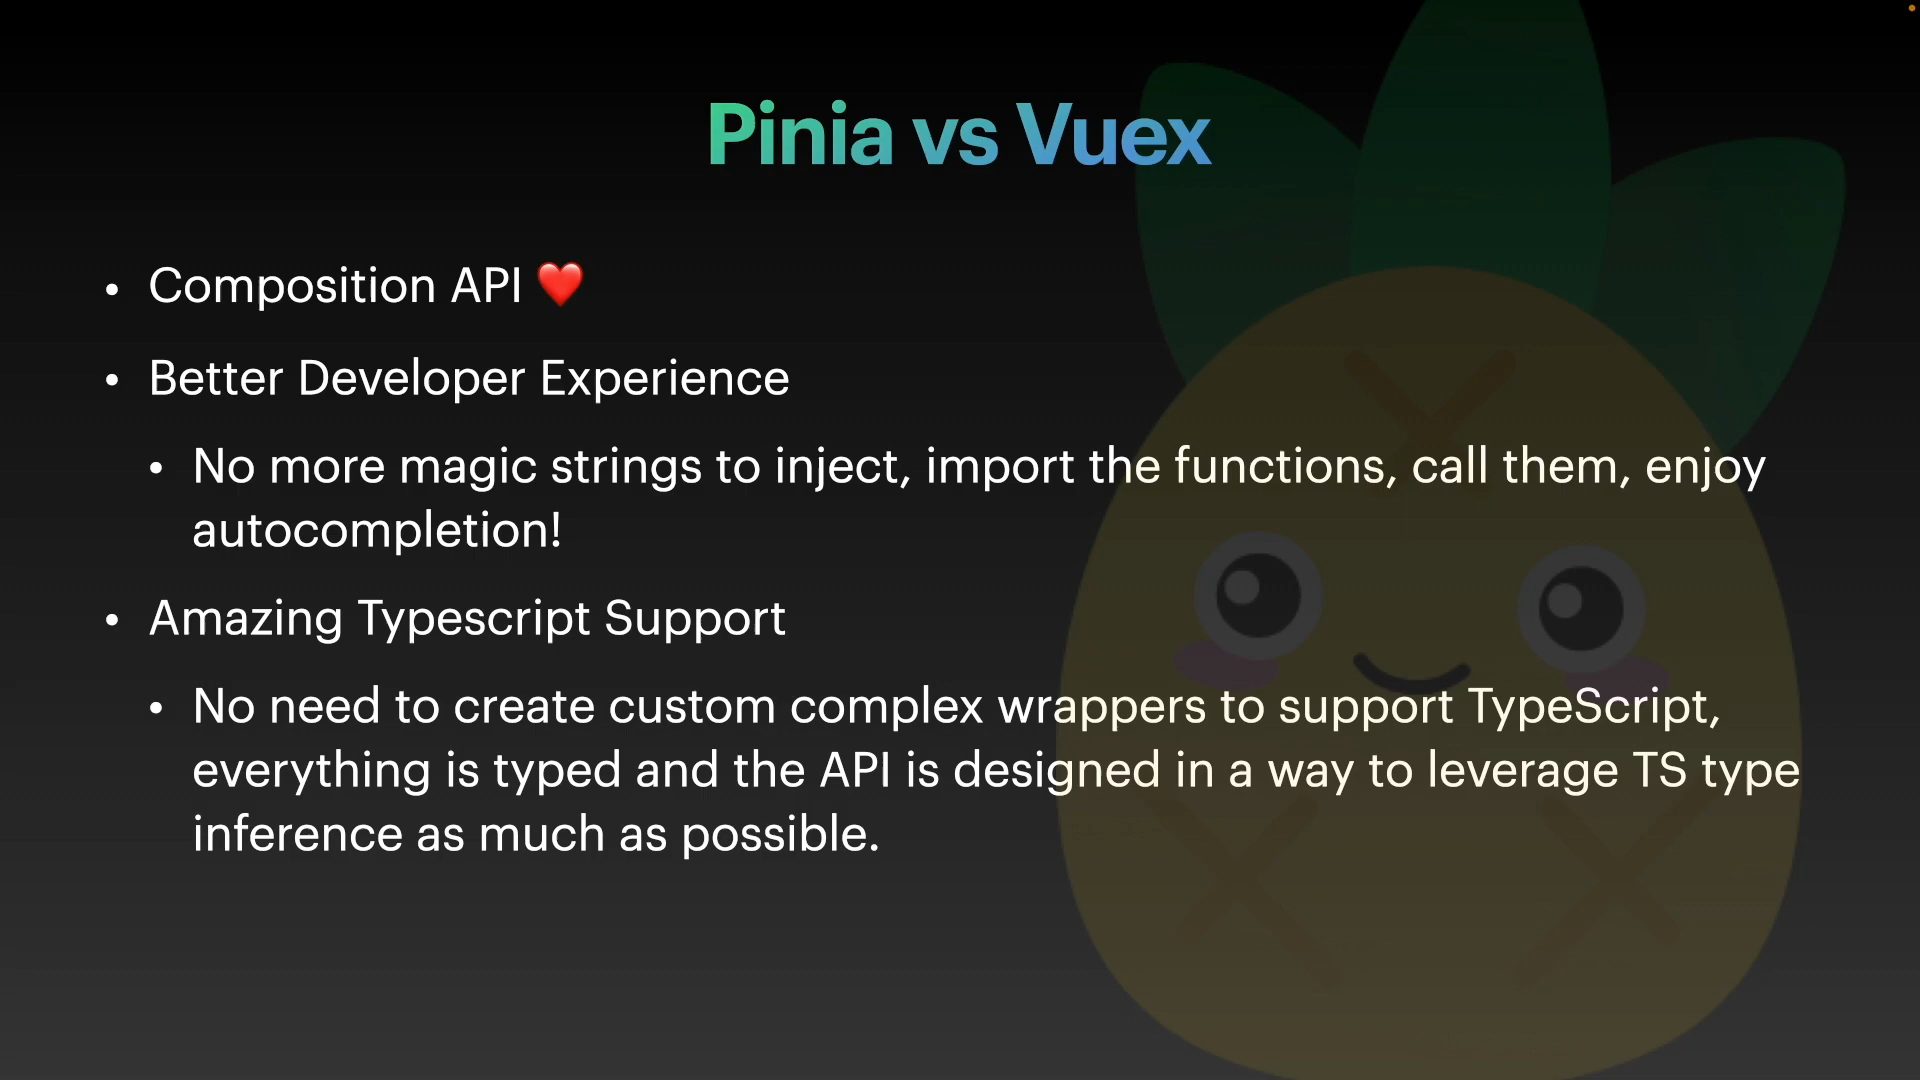 Pinia vs Vuex
• Composition API ❤️
• Better Developer Experience
• No more magic strings to inject, import the functions, call them, enjoy
autocompletion!
• Amazing Typescript Support
• No need to create custom complex wrappers to support TypeScript,
everything is typed and the API is designed in a way to leverage TS type
inference as much as possible.